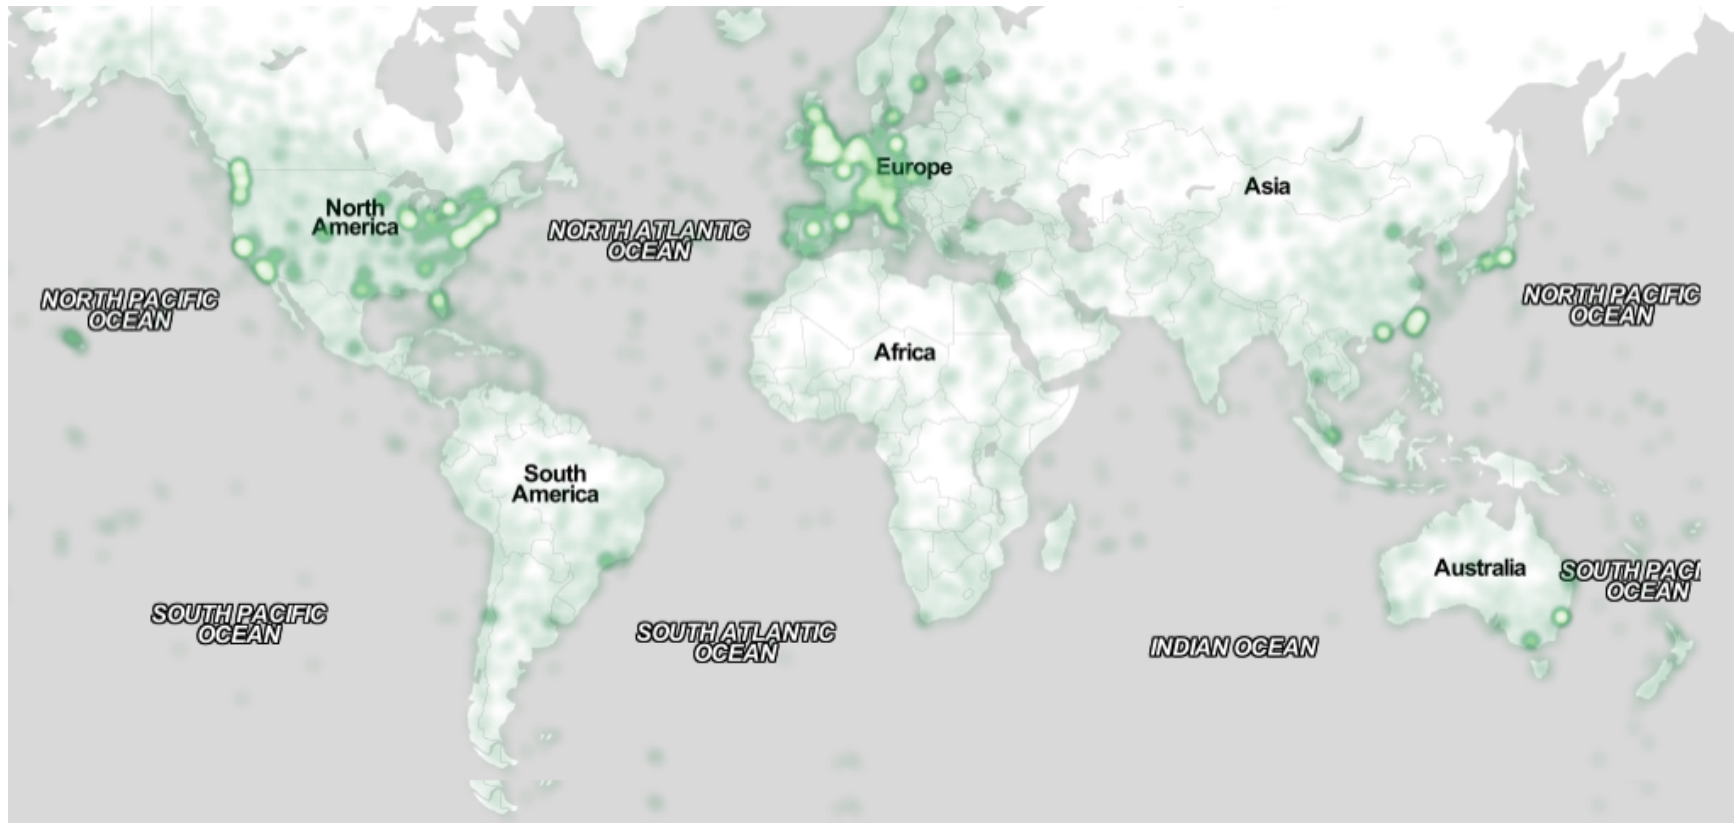 Europe
Asia
North
America
NORTH ATLANTIC
OCEAN
NORTH PACIFIC
OCEAN
NORTH PACIFIC
OCEAN
Africa
South
America
Australia
SOUTH PACI
OCEAN
SOUTH PACIFIC
OCEAN
SOUTH ATLANTIC
OCEAN
INDIAN OCEAN